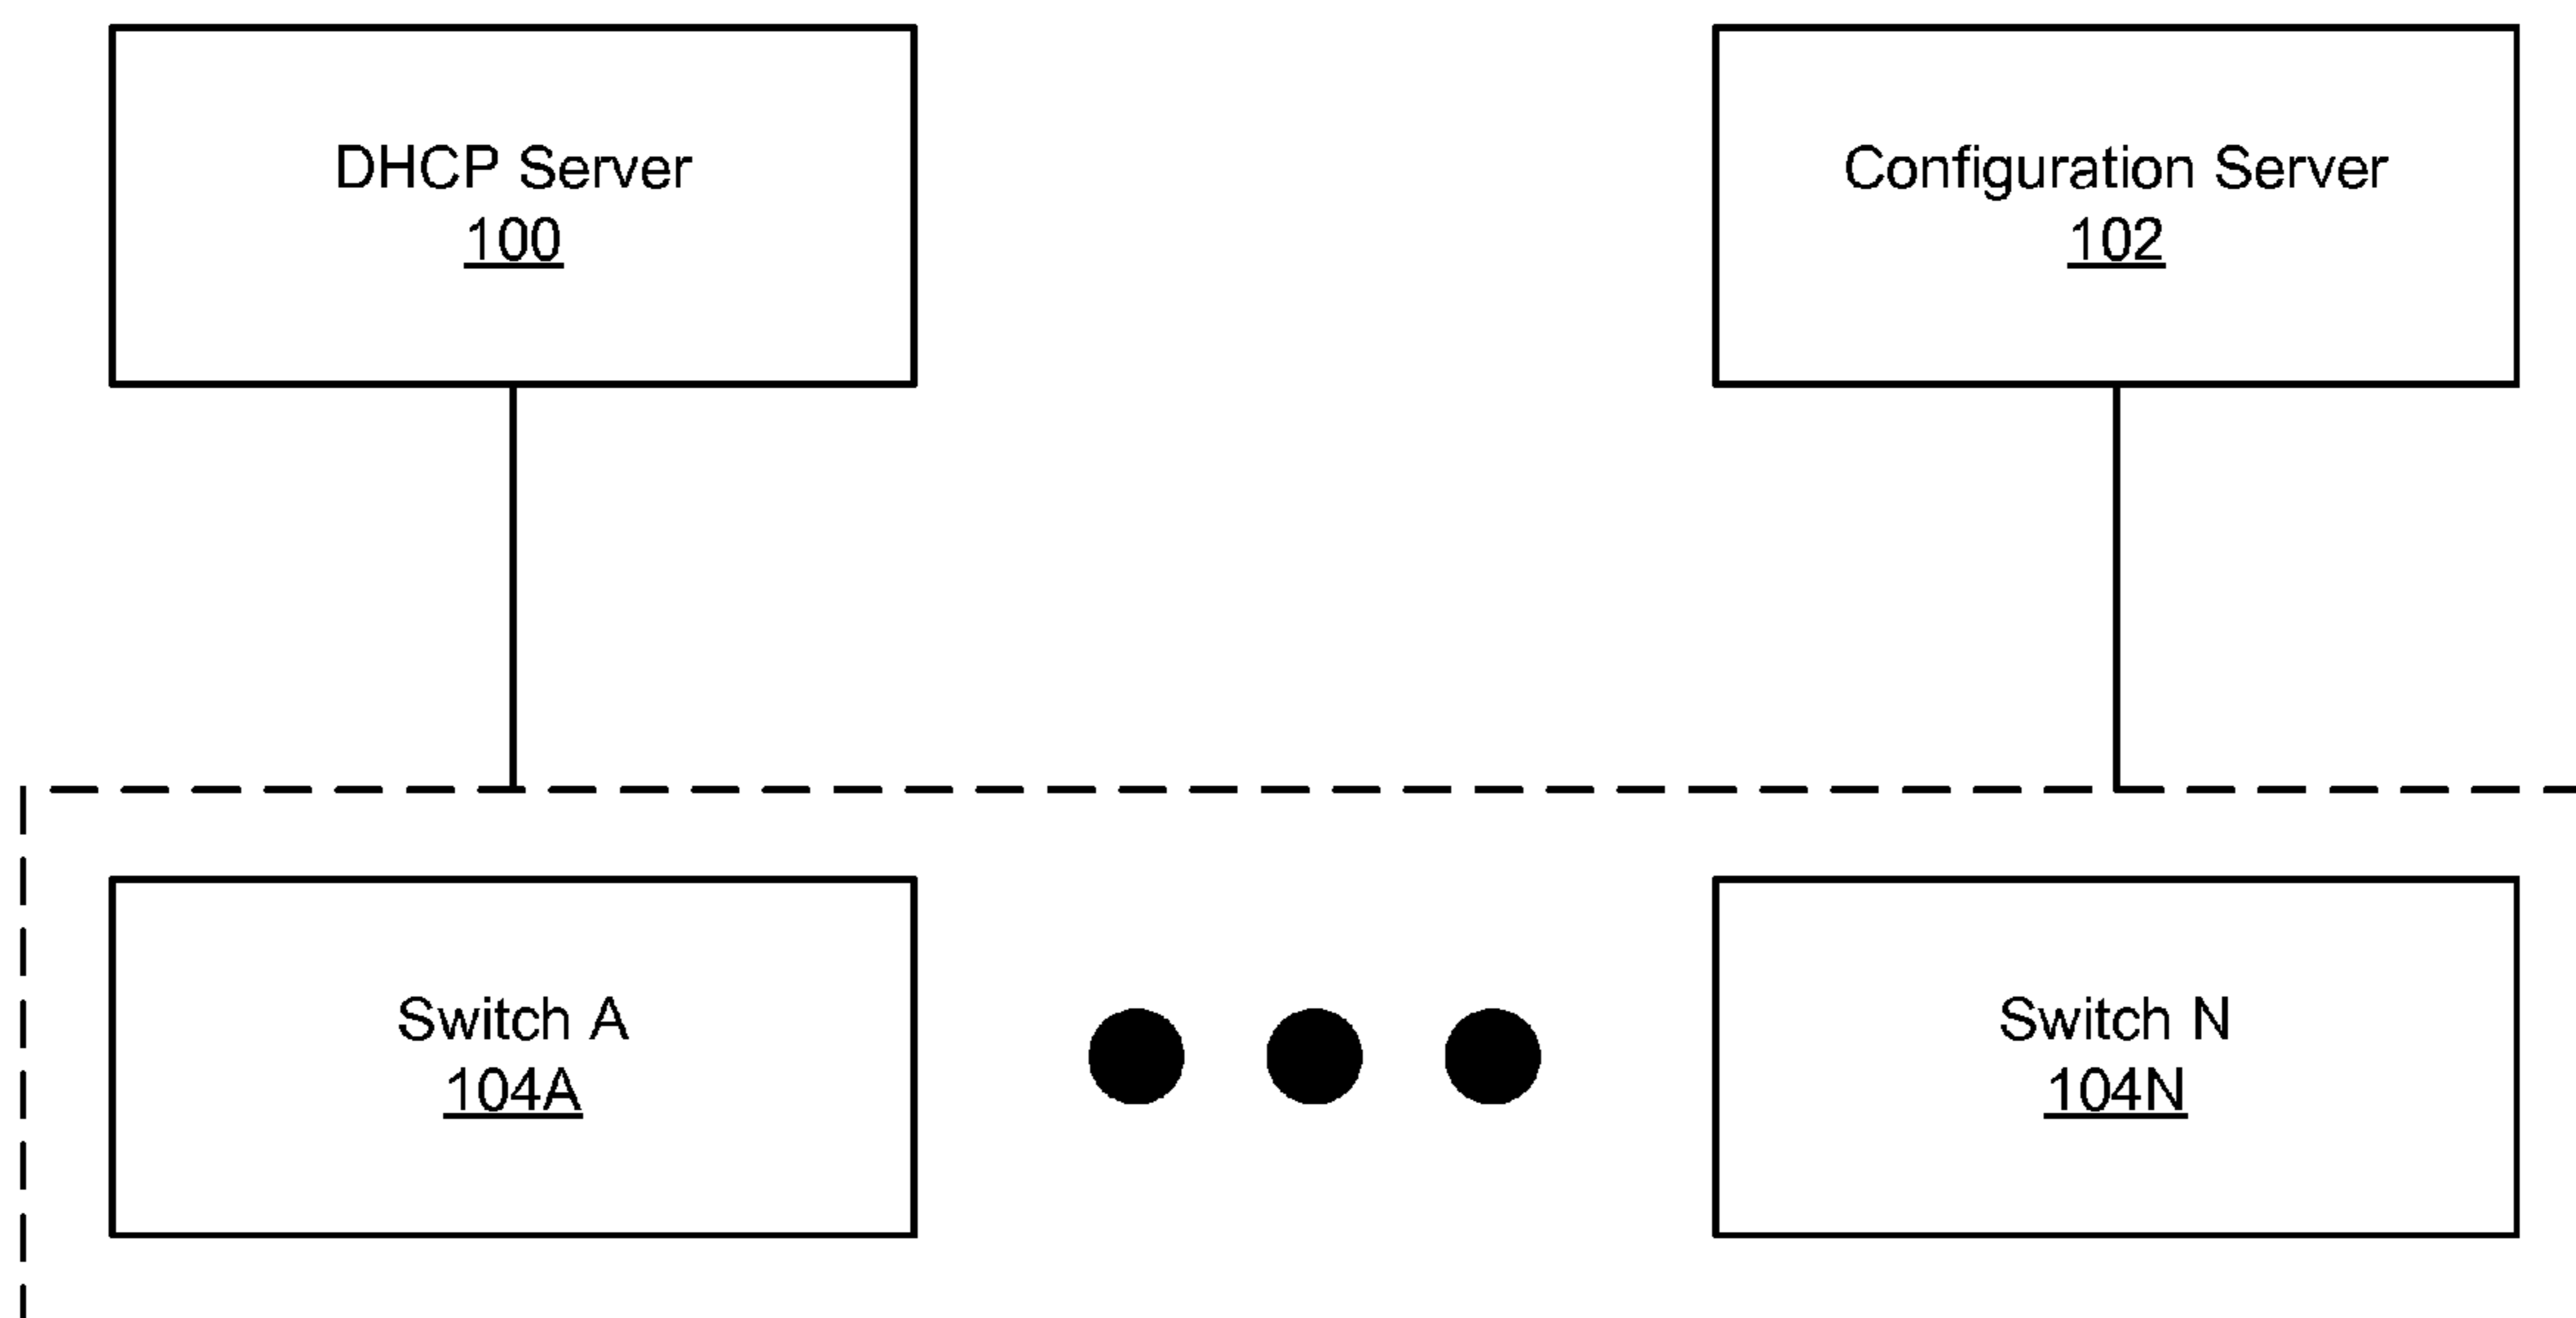 DHCP Server
100
Configuration Server
102
Switch A
104A
Switch N
104N